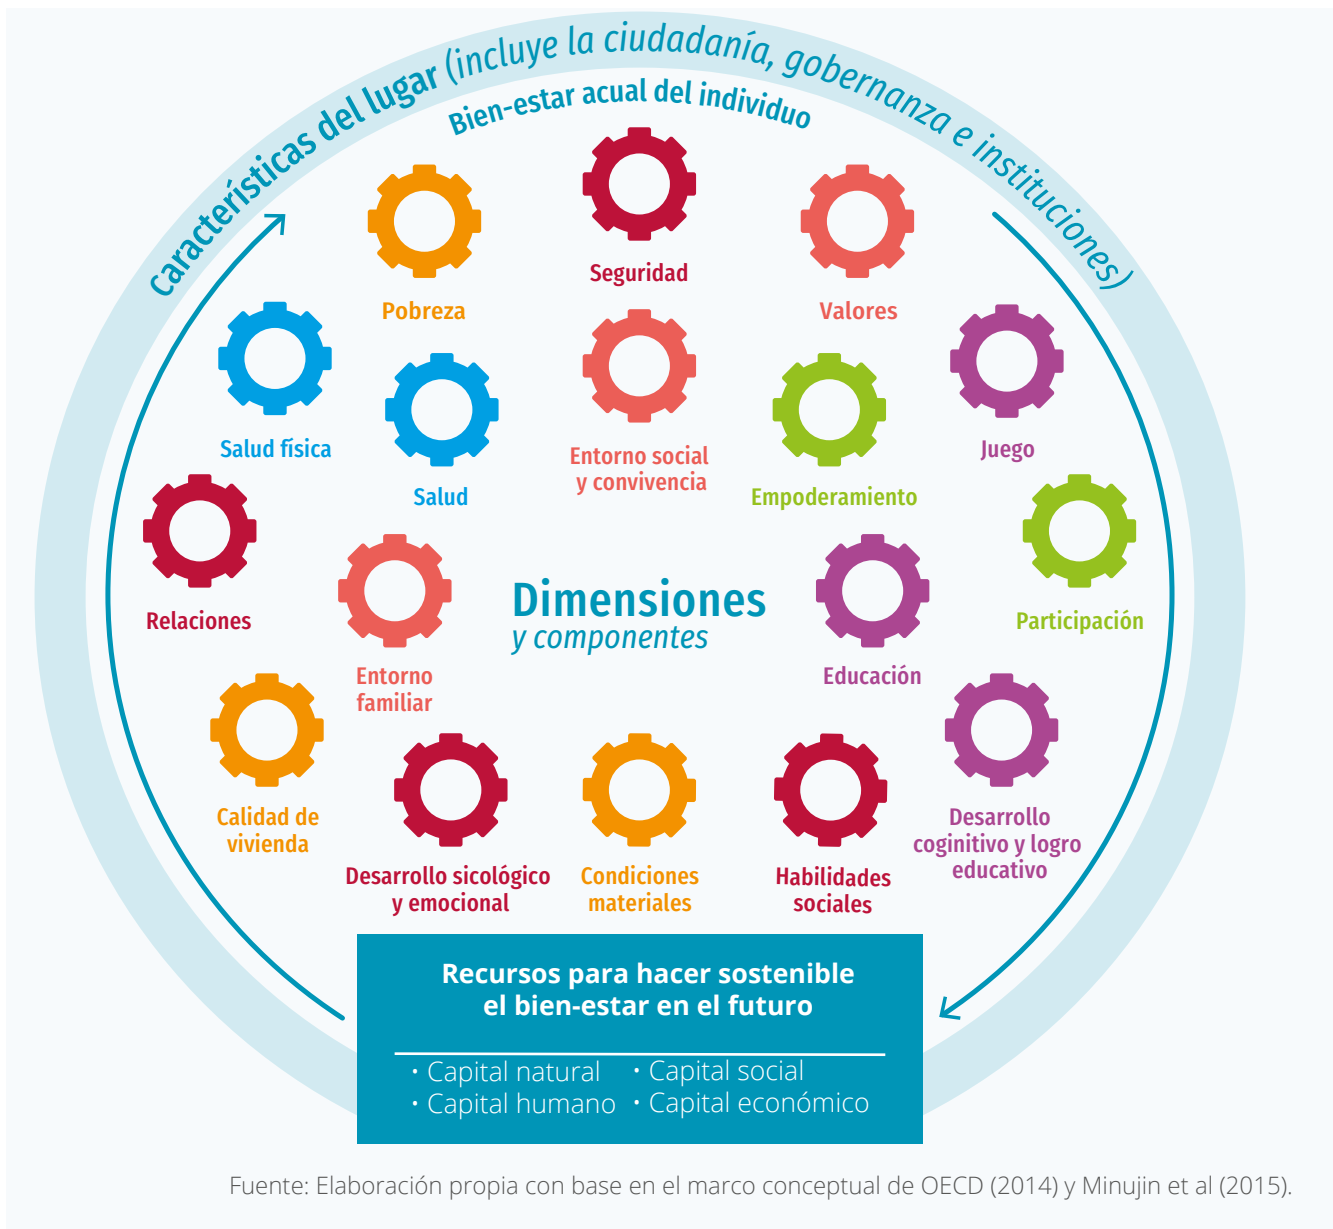 Características del lugar (incluye la ciudadanía, gobernanza e instituciones)
Bien-estar acual del individuo
Seguridad
Pobreza
Valores
Salud física
Juego
Entorno social
y convivencia
Salud
Empoderamiento
Relaciones
Participación
Dimensiones
y componentes
Entorno
familiar
Educación
Calidad de
vivienda
Desarrollo
coginitivo y logro
educativo
Desarrollo sicológico
y emocional
Condiciones
materiales
Habilidades
sociales
Recursos para hacer sostenible
el bien-estar en el futuro
· Capital natural · Capital social
· Capital humano · Capital económico
Fuente: Elaboración propia con base en el marco conceptual de OECD (2014) y Minujin et al (2015).